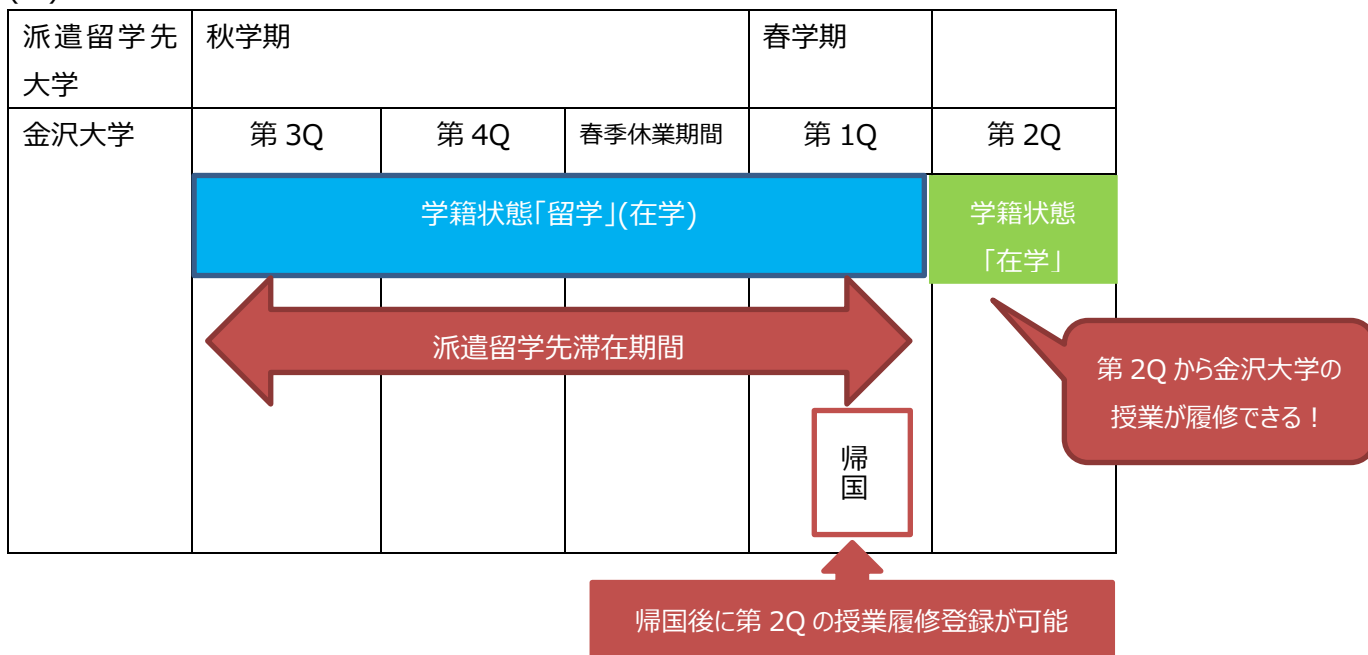 派遣留学先
大学
秋学期
春学期
金沢大学
第 3Q
第 4Q
春季休業期間
第 1Q
第 2Q
学籍状態「留学」(在学)
学籍状態
「在学」
派遣留学先滞在期間
第 2Q から金沢大学の
授業が履修できる！
帰
国
帰国後に第 2Q の授業履修登録が可能